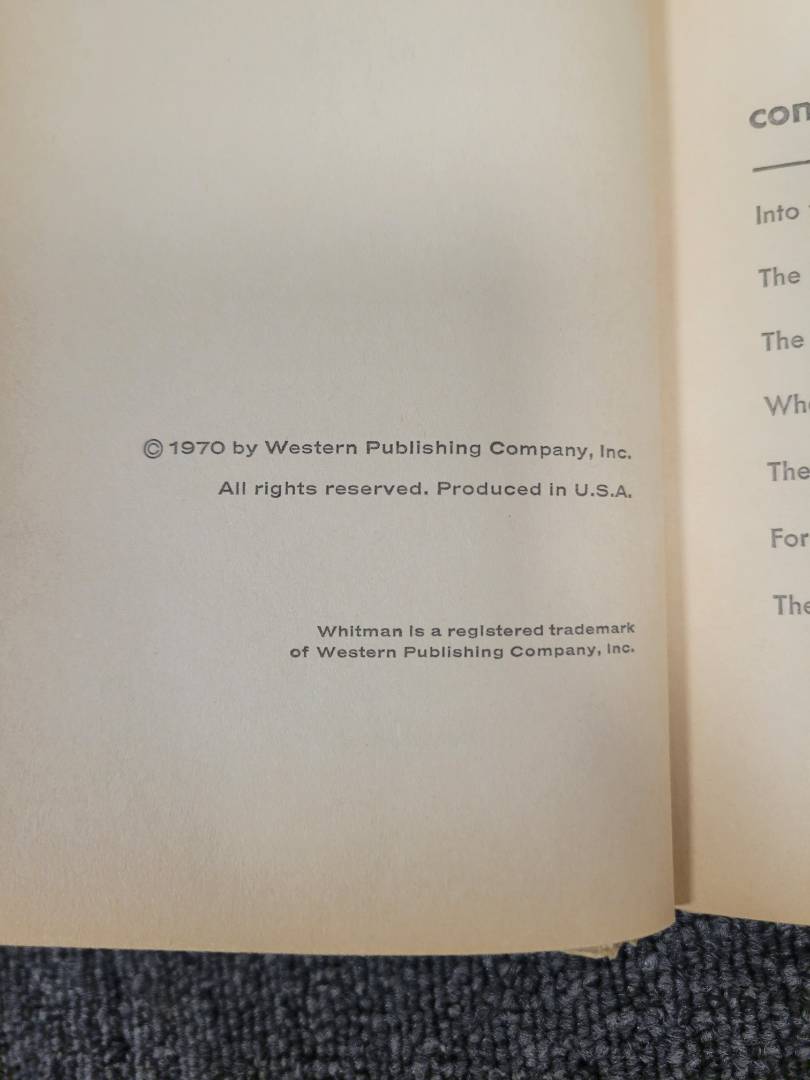 © 1970 by Western Publishing Company, Inc.
All rights reserved. Produced in U.S.A.
Whitman is a registered trademark
of Western Publishing Company, Inc.
Into
The
The
The
For
The